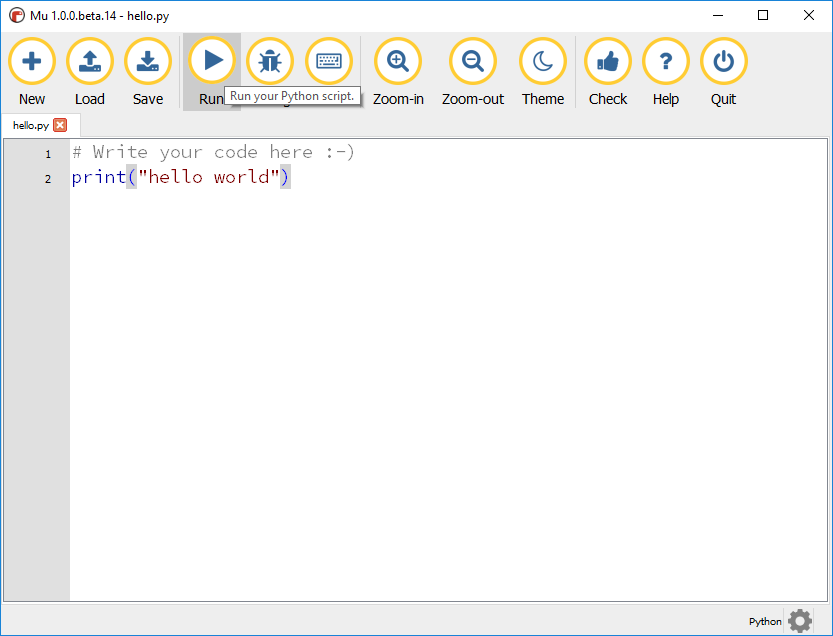 Mu 1.0.0.beta.14 - hello.py
New Load Save Run Zoom-in Zoom-out Theme Check Help Quit
Run your Python script.
hello.py
1 # Write your code here :-)
2 print("hello world")
Python